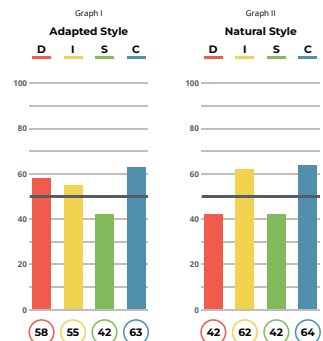 Graph I
Adapted Style
D I S C
100
80
60
40
20
0
58 55 42 63
Graph II
Natural Style
D I S C
100
80
60
40
20
0
42 62 42 64